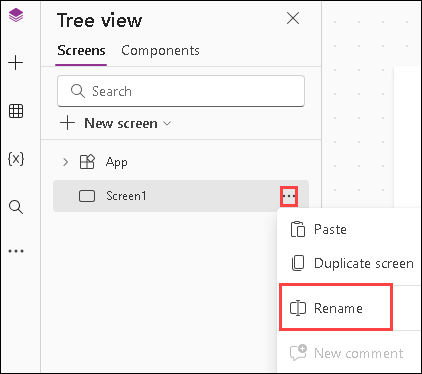 Tree view
Screens Components
Search
New screen
{x}
App
Screen1
Paste
Duplicate screen
Rename
New comment